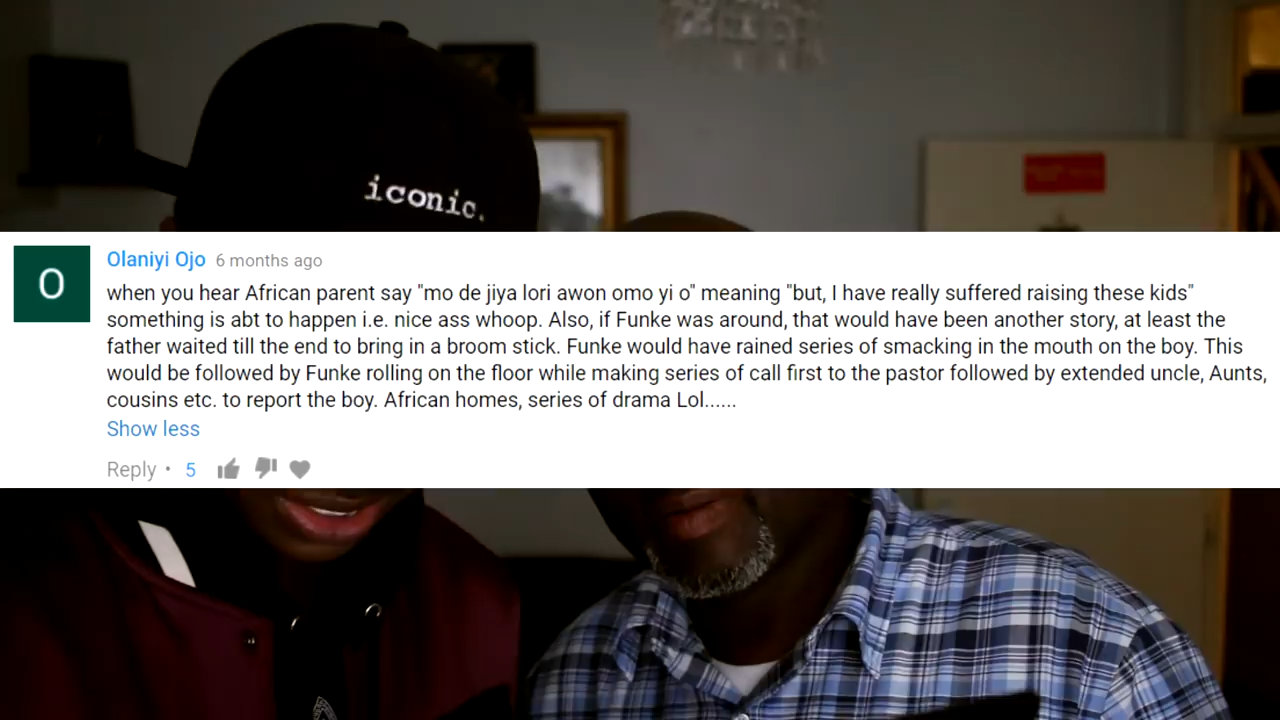 iconic.
O
Olaniyi Ojo 6 months ago
when you hear African parent say "mo de jiya lori awon omo yi o" meaning "but, I have really suffered raising these kids"
something is abt to happen i.e. nice ass whoop. Also, if Funke was around, that would have been another story, at least the
father waited till the end to bring in a broom stick. Funke would have rained series of smacking in the mouth on the boy. This
would be followed by Funke rolling on the floor while making series of call first to the pastor followed by extended uncle, Aunts,
cousins etc. to report the boy. African homes, series of drama Lol......
Show less
Reply • 5